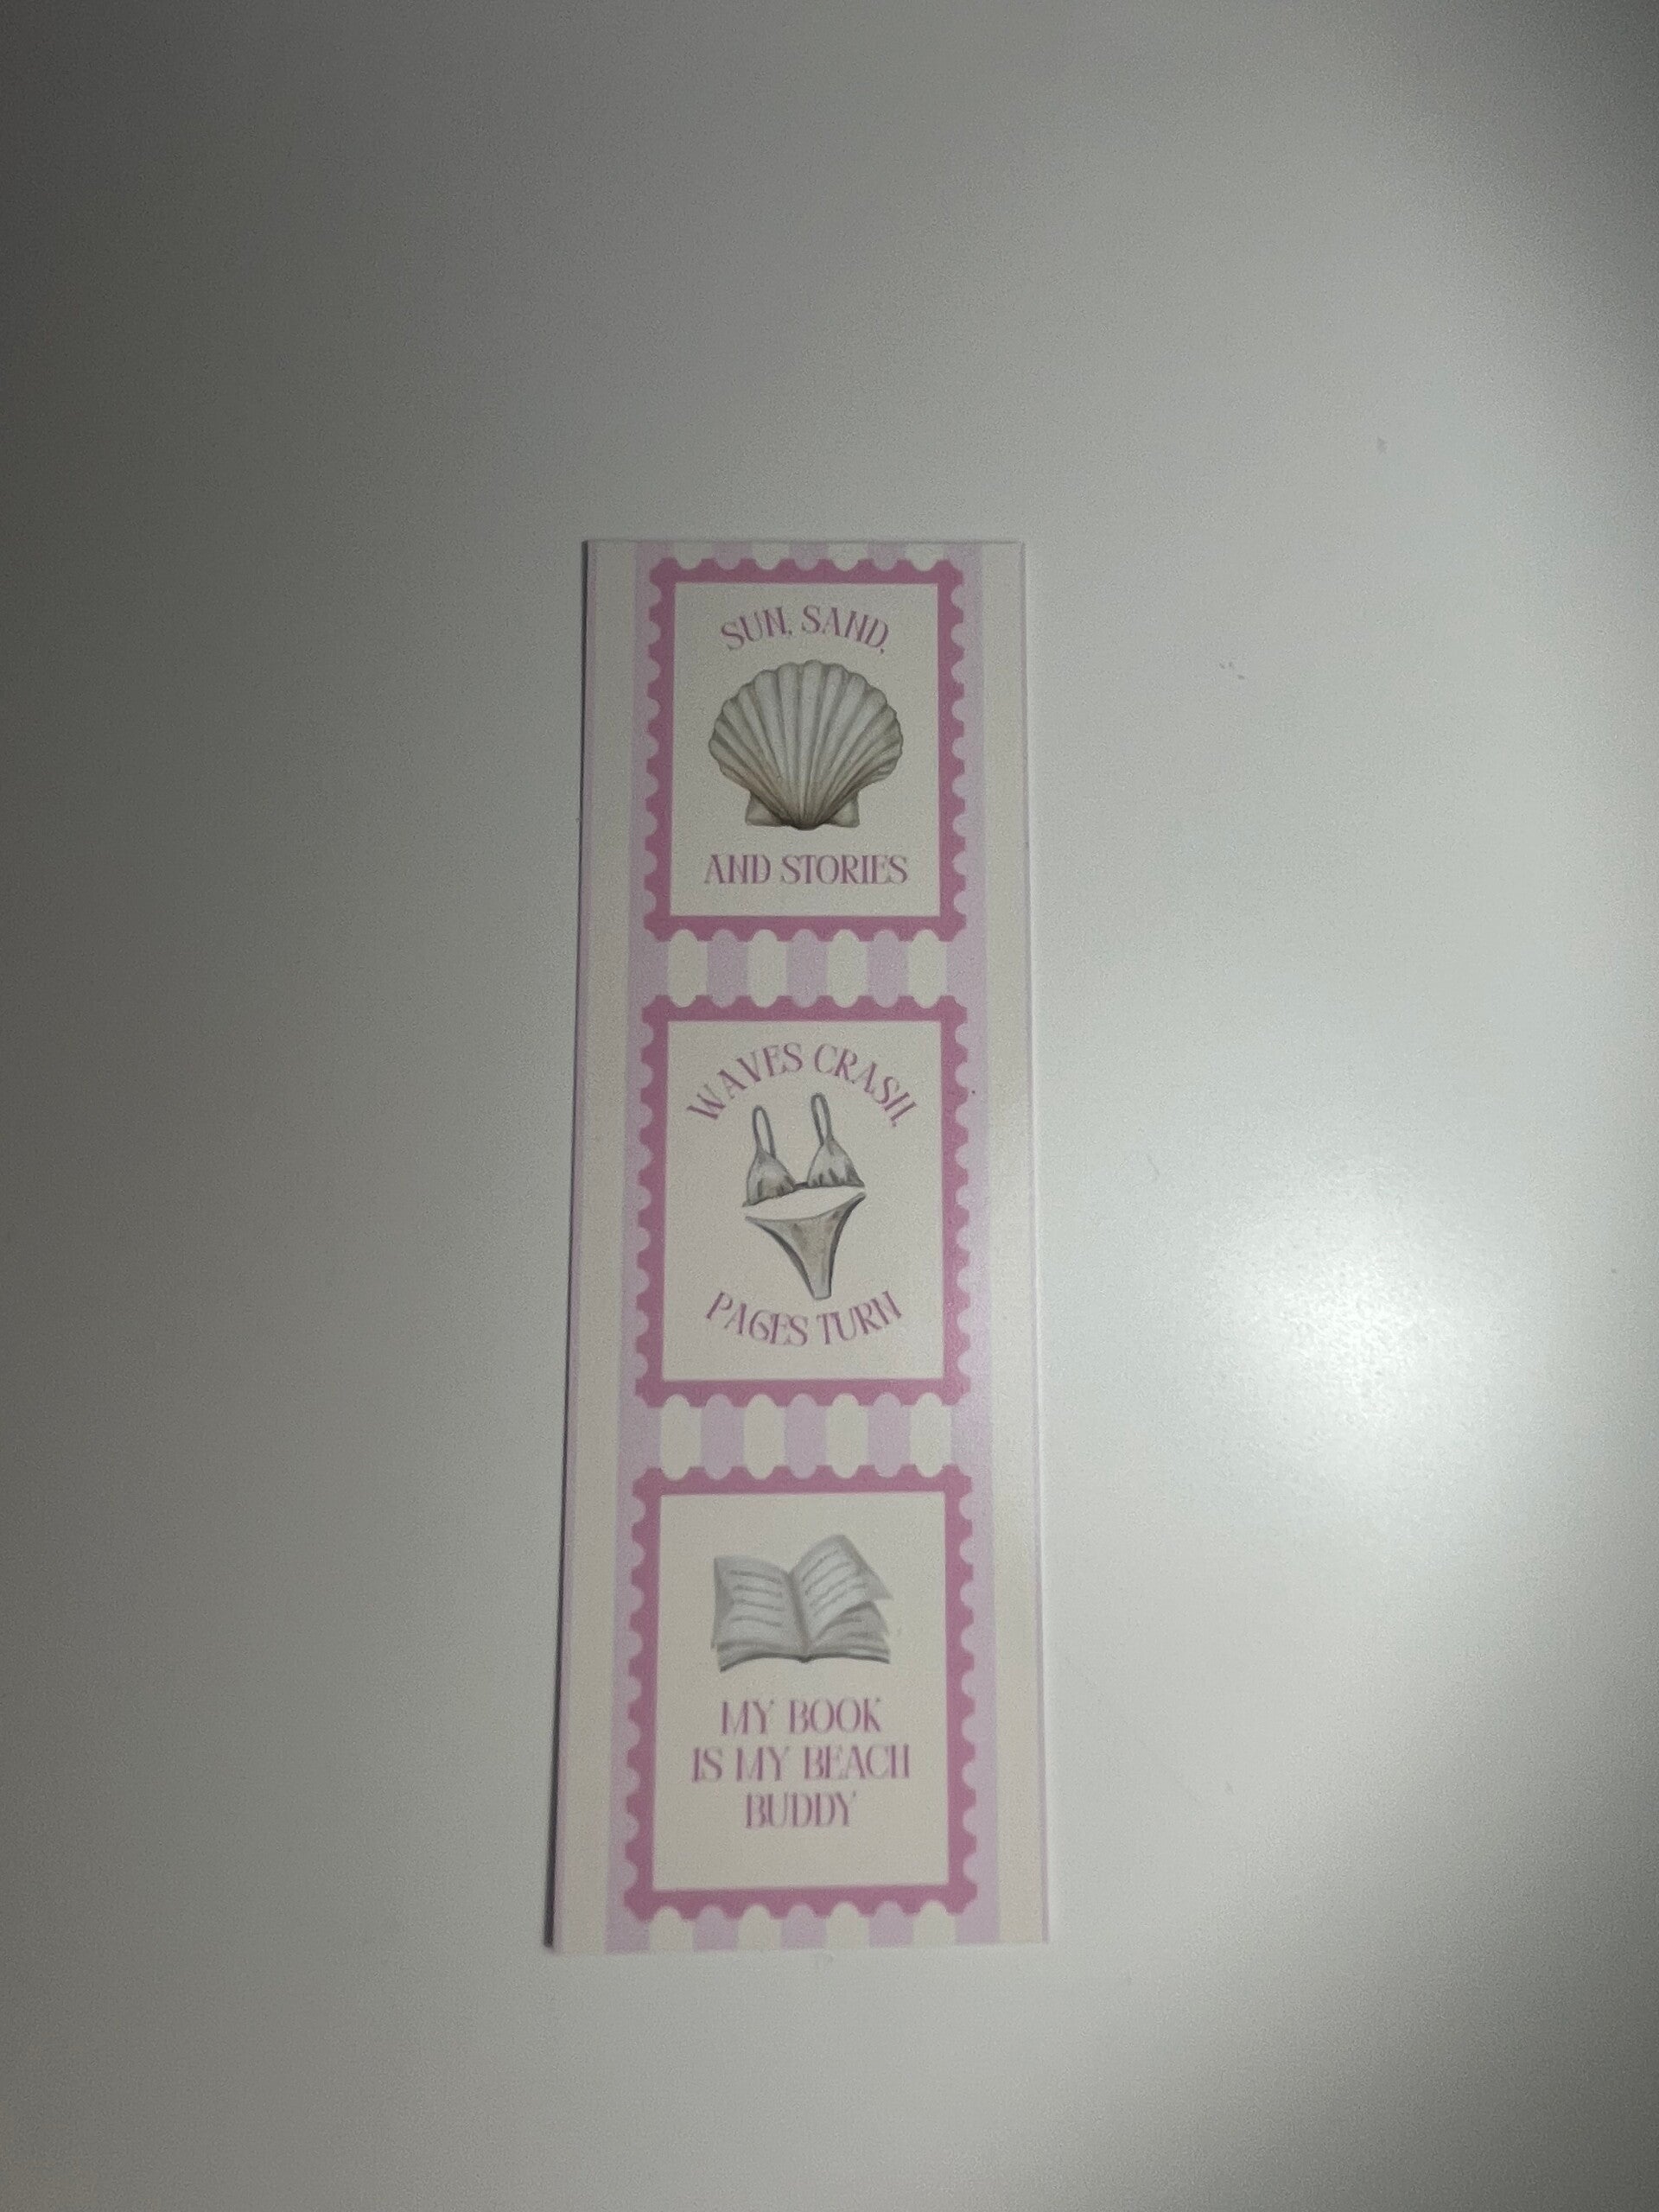 SUN, SAND,
AND STORIES
WAVES CRASH,
PAGES TURN
MY BOOK
IS MY BEACH
BUDDY